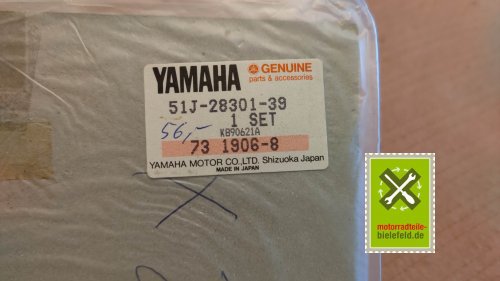 YAMAHA
GENUINE
parts & accessories
51J-28301-39
1 SET
56,-
KB90621A
73 1906-8
YAMAHA MOTOR CO.,LTD. Shizuoka Japan
MADE IN JAPAN
motorradteile-
bielefeld.de